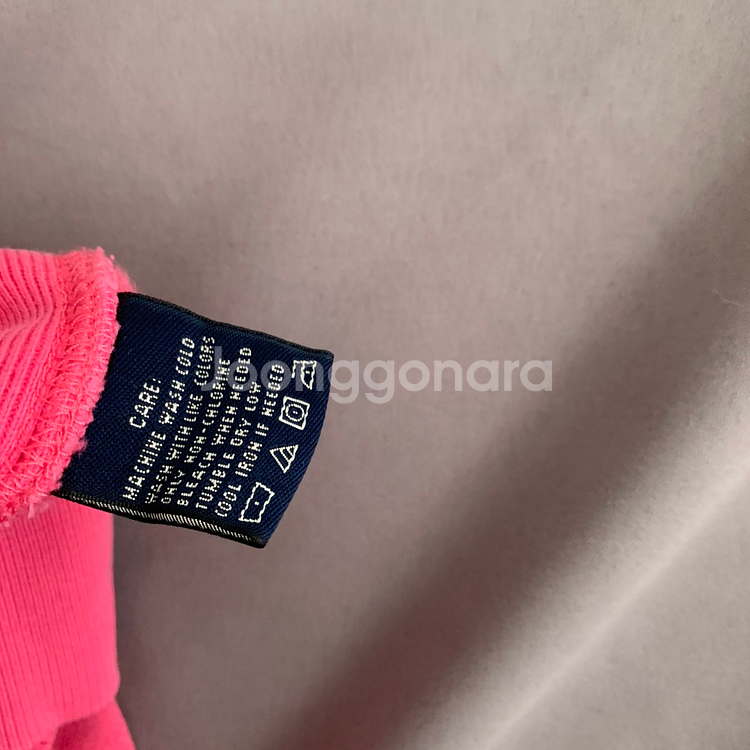 CARE:
MACHINE WASH COLD
WASH WITH LIKE COLORS
ONLY NON-CHLORINE
BLEACH WHEN NEEDED
TUMBLE DRY LOW
COOL IRON IF NEEDED
Joonggonara